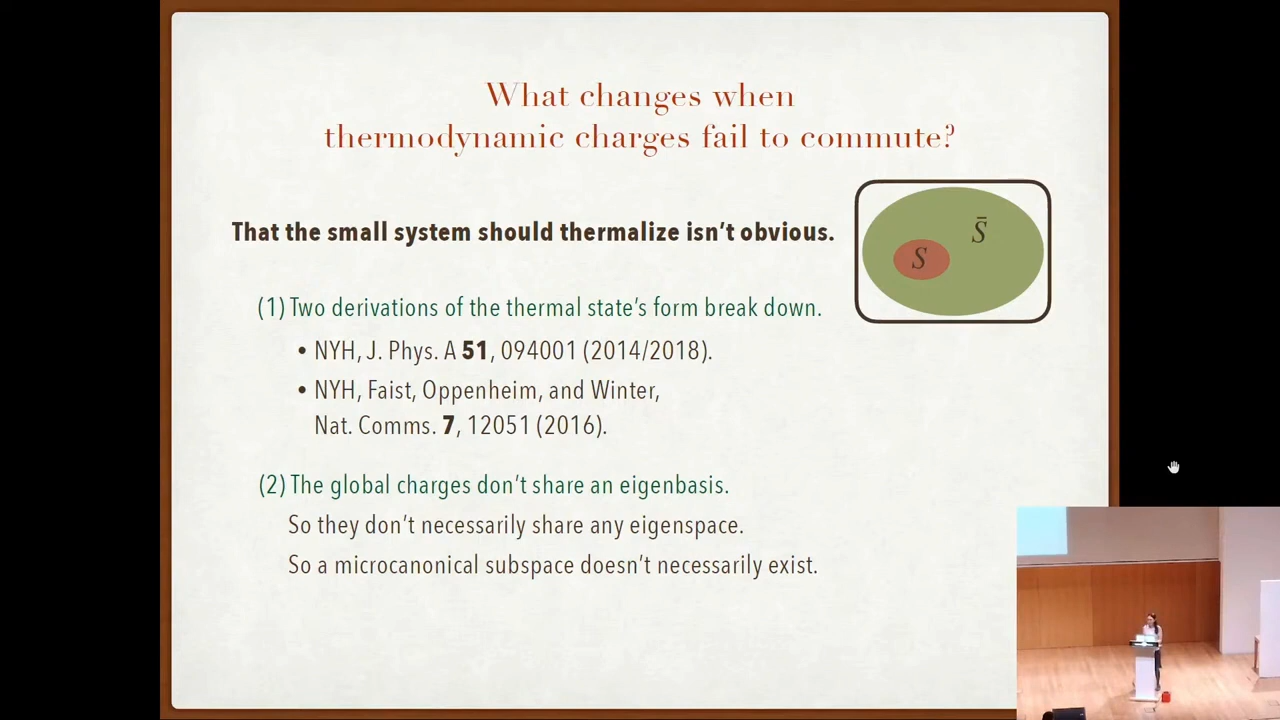 What changes when
thermodynamic charges fail to commute?
That the small system should thermalize isn't obvious.
S̄
S
(1) Two derivations of the thermal state's form break down.
• NYH, J. Phys. A 51, 094001 (2014/2018).
• NYH, Faist, Oppenheim, and Winter,
Nat. Comms. 7, 12051 (2016).
(2) The global charges don't share an eigenbasis.
So they don't necessarily share any eigenspace.
So a microcanonical subspace doesn't necessarily exist.